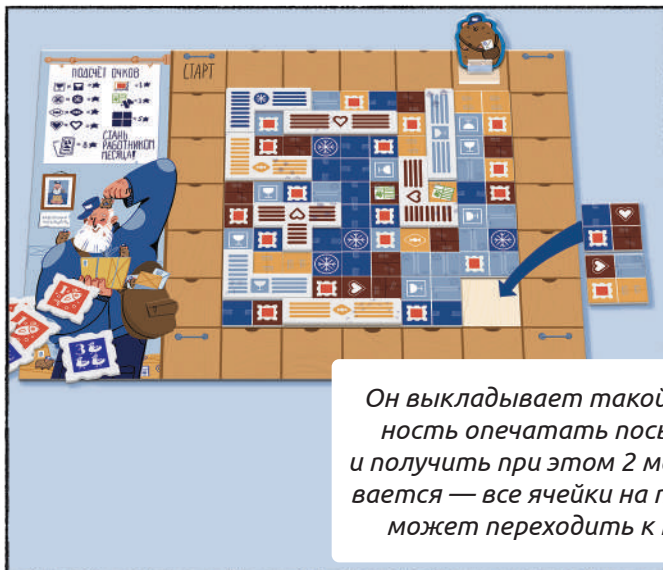 ПОДСЧЁТ ОЧКОВ
СТАНЬ
РАБОТНИКОМ
МЕСЯЦА!
СТАРТ
Он выкладывает такой
ность опечатать пось
и получить при этом 2 м
вается — все ячейки на
может переходить к